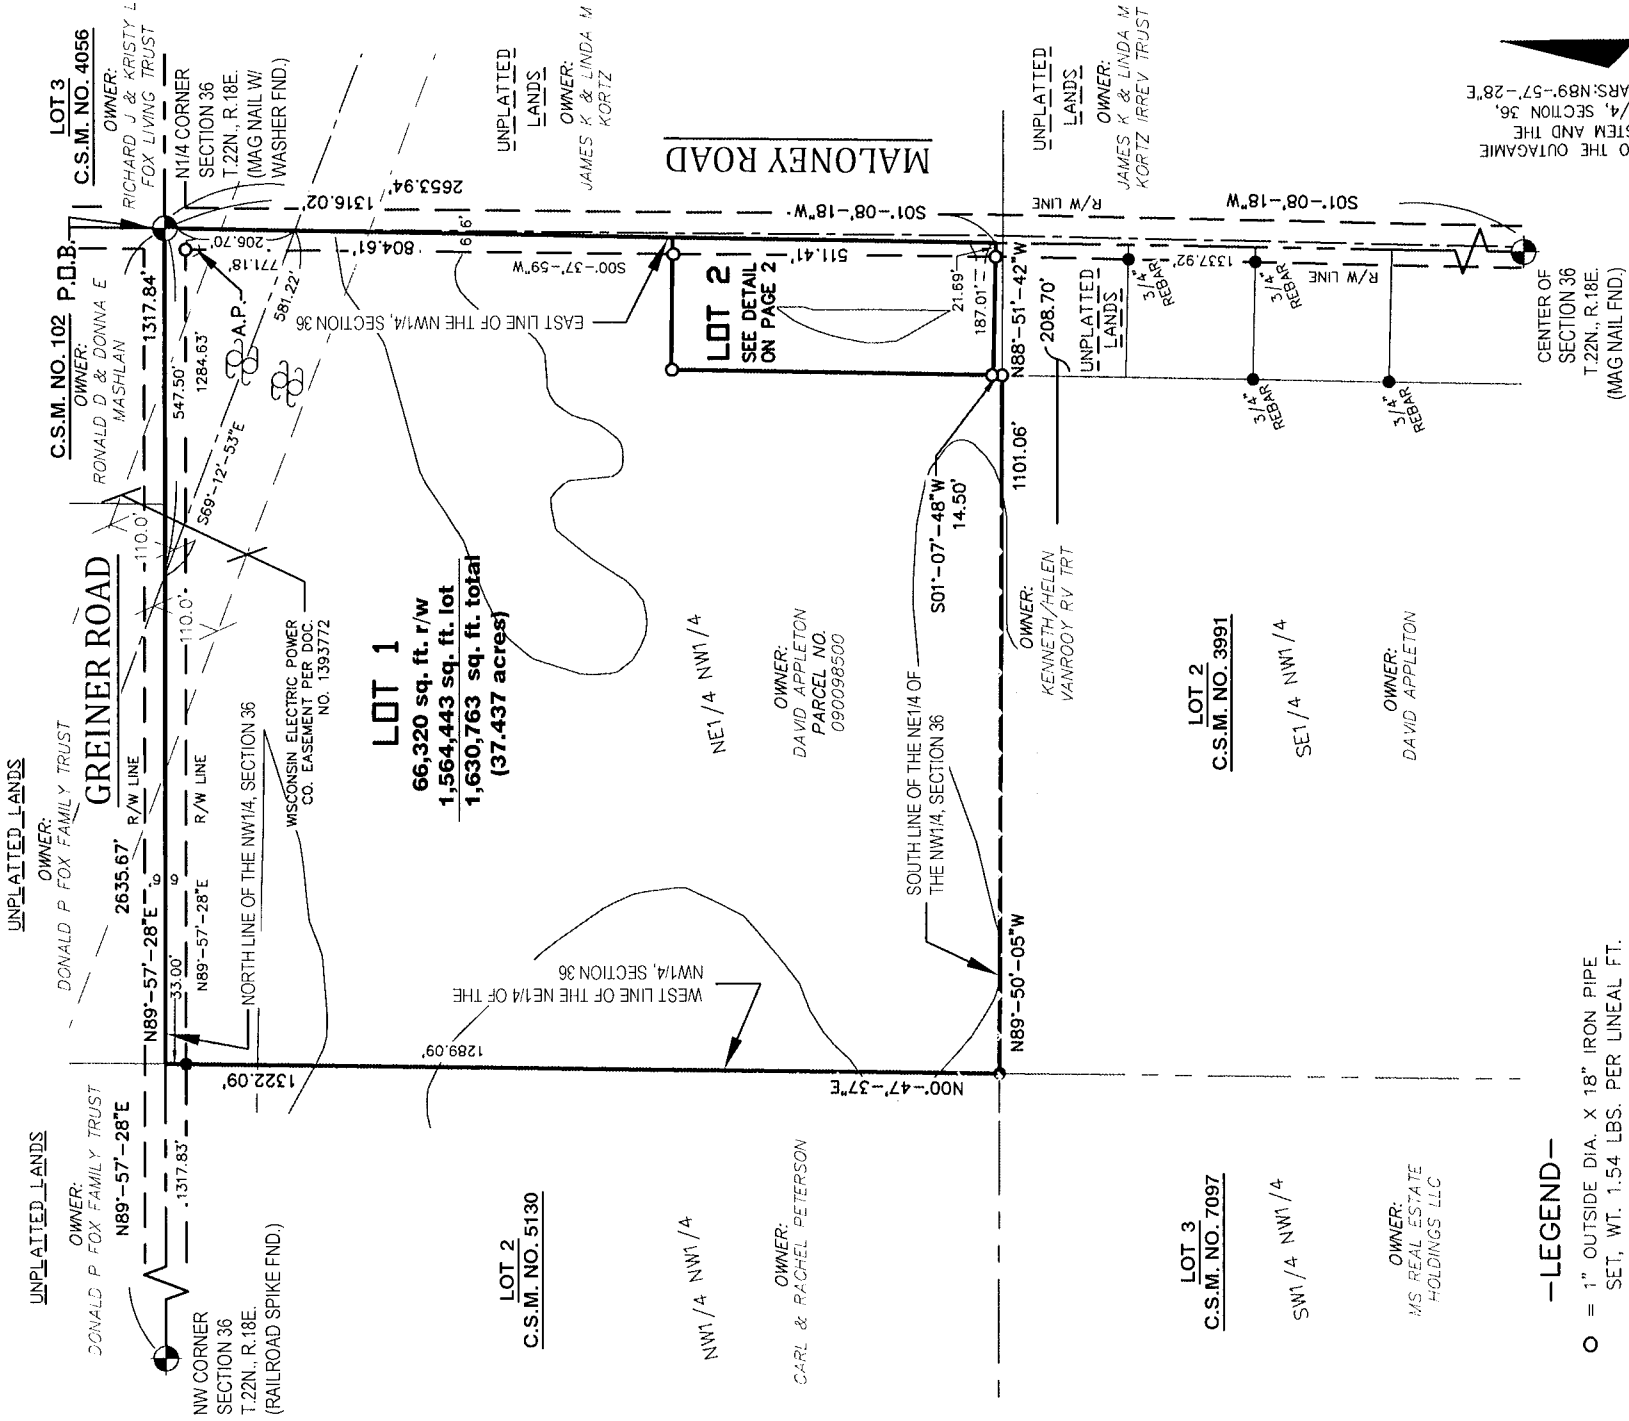 UNPLATTED LANDS
OWNER:
DONALD P FOX FAMILY TRUST
N89°-57'-28"E
1317.83'
NW CORNER
SECTION 36
T.22N., R.18E.
(RAILROAD SPIKE FND.)
UNPLATTED LANDS
OWNER:
DONALD P FOX FAMILY TRUST
GREINER ROAD
2635.67'
R/W LINE
N89°-57'-28"E
33.00'
N89°-57'-28"E
R/W LINE
110.0'
110.0'
NORTH LINE OF THE NW1/4, SECTION 36
WISCONSIN ELECTRIC POWER
CO. EASEMENT PER DOC.
NO. 1393772
C.S.M. NO. 102
OWNER:
RONALD D & DONNA E
MASHLAN
P.O.B.
1317.84'
547.50'
1284.63'
S69°-12'-53"E
581.22'
A.P.
771.18'
206.70'
LOT 3
C.S.M. NO. 4056
OWNER:
RICHARD J & KRISTY L
FOX LIVING TRUST
N1/4 CORNER
SECTION 36
T.22N., R.18E.
(MAG NAIL W/
WASHER FND.)
1316.02'
2653.94'
804.61'
66'
S00°-37'-59"W
EAST LINE OF THE NW1/4, SECTION 36
UNPLATTED
LANDS
OWNER:
JAMES K & LINDA M
KORTZ
MALONEY ROAD
S01°-08'-18"W
LOT 1
66,320 sq. ft. r/w
1,564,443 sq. ft. lot
1,630,763 sq. ft. total
(37.437 acres)
NE1/4 NW1/4
OWNER:
DAVID APPLETON
PARCEL NO.
090098500
LOT 2
SEE DETAIL
ON PAGE 2
511.41'
21.69'
187.01'
N88°-51'-42"W
208.70'
S01°-07'-48"W
14.50'
1101.06'
WEST LINE OF THE NE1/4 OF THE
NW1/4, SECTION 36
1289.09'
1322.09'
N00°-47'-37"E
SOUTH LINE OF THE NE1/4 OF
THE NW1/4, SECTION 36
N89°-50'-05"W
OWNER:
KENNETH/HELEN
VANROOY RV TRT
UNPLATTED
LANDS
3/4"
REBAR
3/4"
REBAR
3/4"
REBAR
3/4"
REBAR
1337.92'
R/W LINE
R/W LINE
S01°-08'-18"W
UNPLATTED
LANDS
OWNER:
JAMES K & LINDA M
KORTZ IRREV TRUST
CENTER OF
SECTION 36
T.22N., R.18E.
(MAG NAIL FND.)
LOT 2
C.S.M. NO. 5130
NW1/4 NW1/4
OWNER:
CARL & RACHEL PETERSON
LOT 2
C.S.M. NO. 3991
SE1/4 NW1/4
OWNER:
DAVID APPLETON
LOT 3
C.S.M. NO. 7097
SW1/4 NW1/4
OWNER:
MS REAL ESTATE
HOLDINGS LLC
O THE OUTAGAMIE
STEM AND THE
/4, SECTION 36,
ARS: N89°-57'-28"E
-LEGEND-
O = 1" OUTSIDE DIA. X 18" IRON PIPE
SET, WT. 1.54 LBS. PER LINEAL FT.